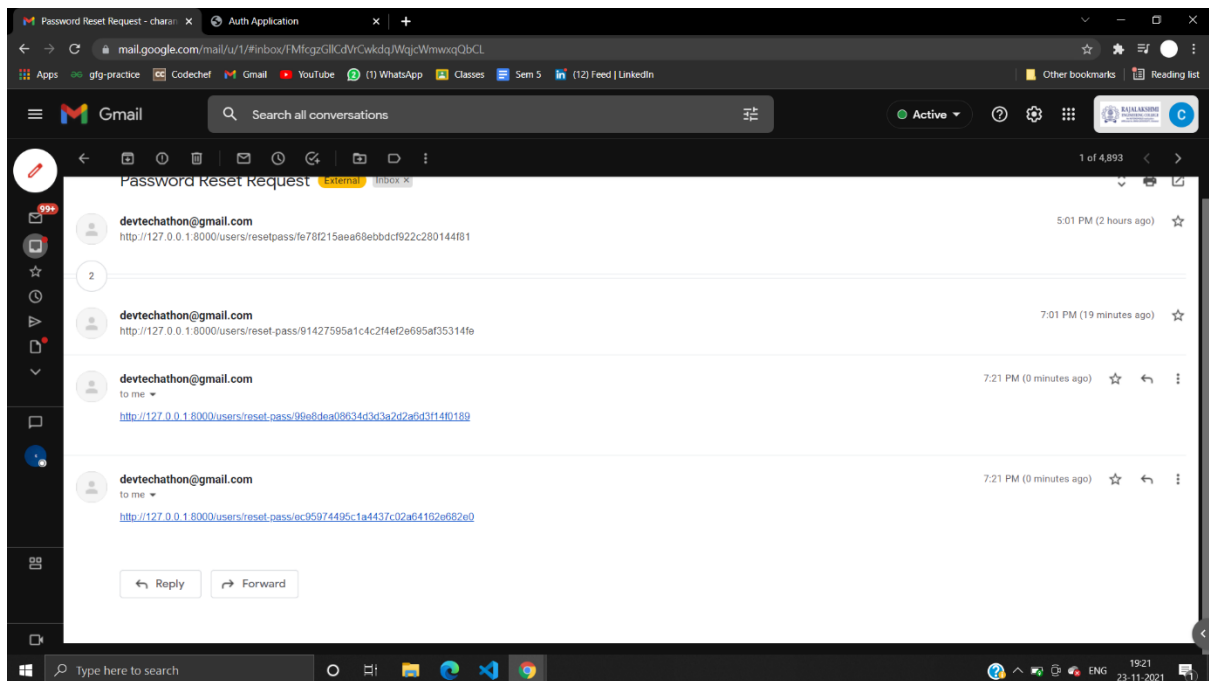 Password Reset Request - charan
Auth Application
mail.google.com/mail/u/1/#inbox/FMfcgzGllCdVrCwkdqJWqjcWmwxqQbCL
Apps gfg-practice Codechef Gmail YouTube (1) WhatsApp Classes Sem 5 (12) Feed | LinkedIn Other bookmarks Reading list
Gmail Search all conversations Active RAJALAKSHMI C
1 of 4,893
Password Reset Request External Inbox ×
99+
devtechathon@gmail.com 5:01 PM (2 hours ago)
http://127.0.0.1:8000/users/resetpass/fe78f215aea68ebbdcf922c280144f81
2
devtechathon@gmail.com 7:01 PM (19 minutes ago)
http://127.0.0.1:8000/users/reset-pass/91427595a1c4c2f4ef2e695af35314fe
devtechathon@gmail.com 7:21 PM (0 minutes ago)
to me
http://127.0.0.1:8000/users/reset-pass/99e8dea08634d3d3a2d2a6d3f14f0189
devtechathon@gmail.com 7:21 PM (0 minutes ago)
to me
http://127.0.0.1:8000/users/reset-pass/ec95974495c1a4437c02a64162e682e0
Reply Forward
Type here to search ENG 19:21
23-11-2021